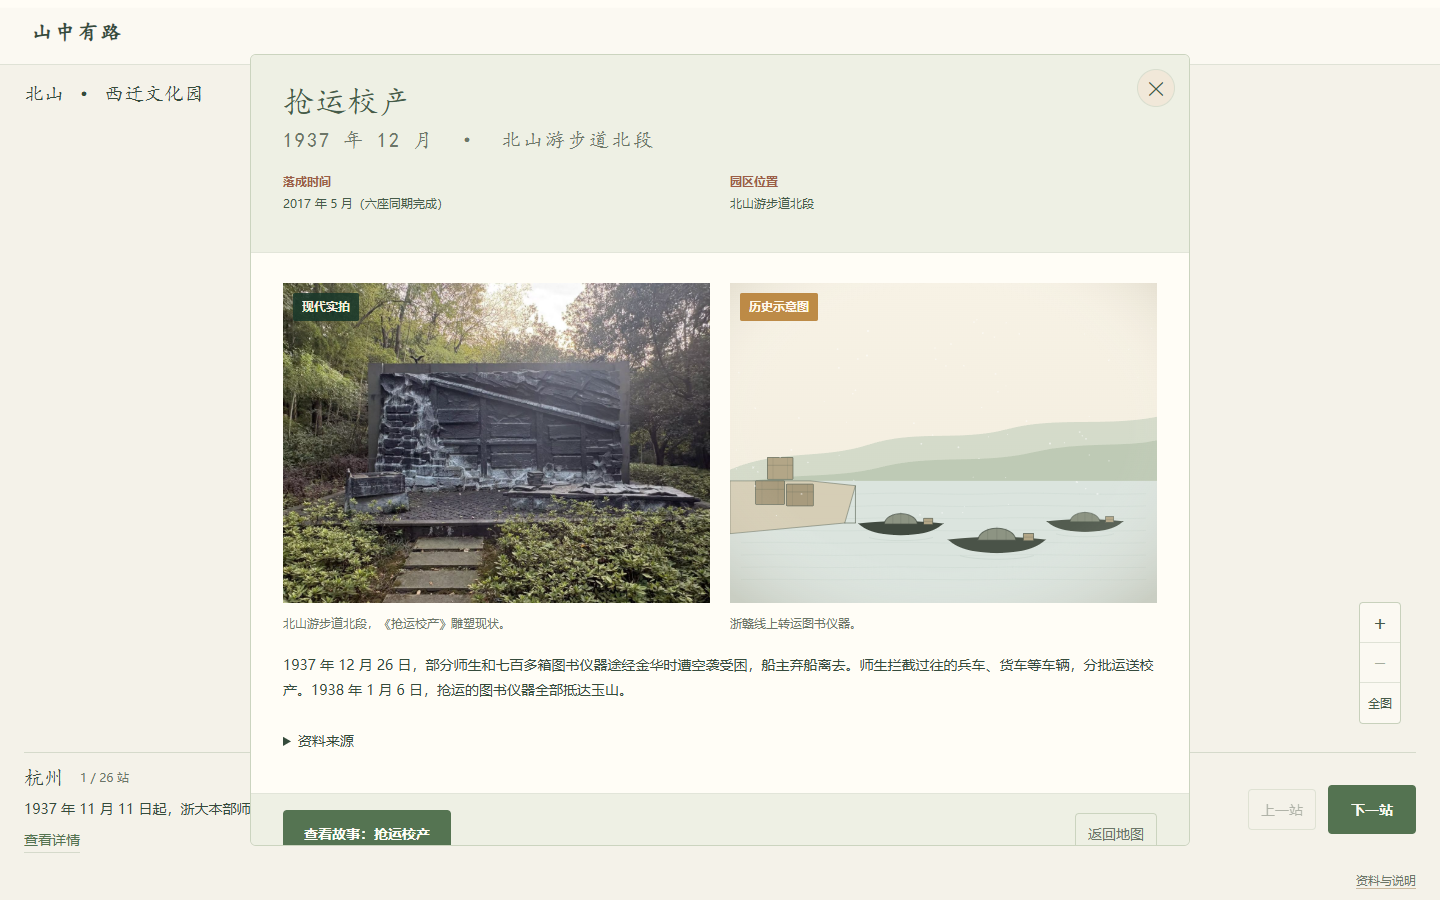 山中有路
北山 • 西迁文化园
抢运校产
1937 年 12 月 • 北山游步道北段
落成时间
2017 年 5 月（六座同期完成）
园区位置
北山游步道北段
现代实拍
历史示意图
北山游步道北段，《抢运校产》雕塑现状。
浙赣线上转运图书仪器。
1937 年 12 月 26 日，部分师生和七百多箱图书仪器途经金华时遭空袭受困，船主弃船离去。师生拦截过往的兵车、货车等车辆，分批运送校
产。1938 年 1 月 6 日，抢运的图书仪器全部抵达玉山。
资料来源
查看故事：抢运校产
返回地图
+
−
全图
杭州 1 / 26 站
1937 年 11 月 11 日起，浙大本部师
查看详情
上一站
下一站
资料与说明